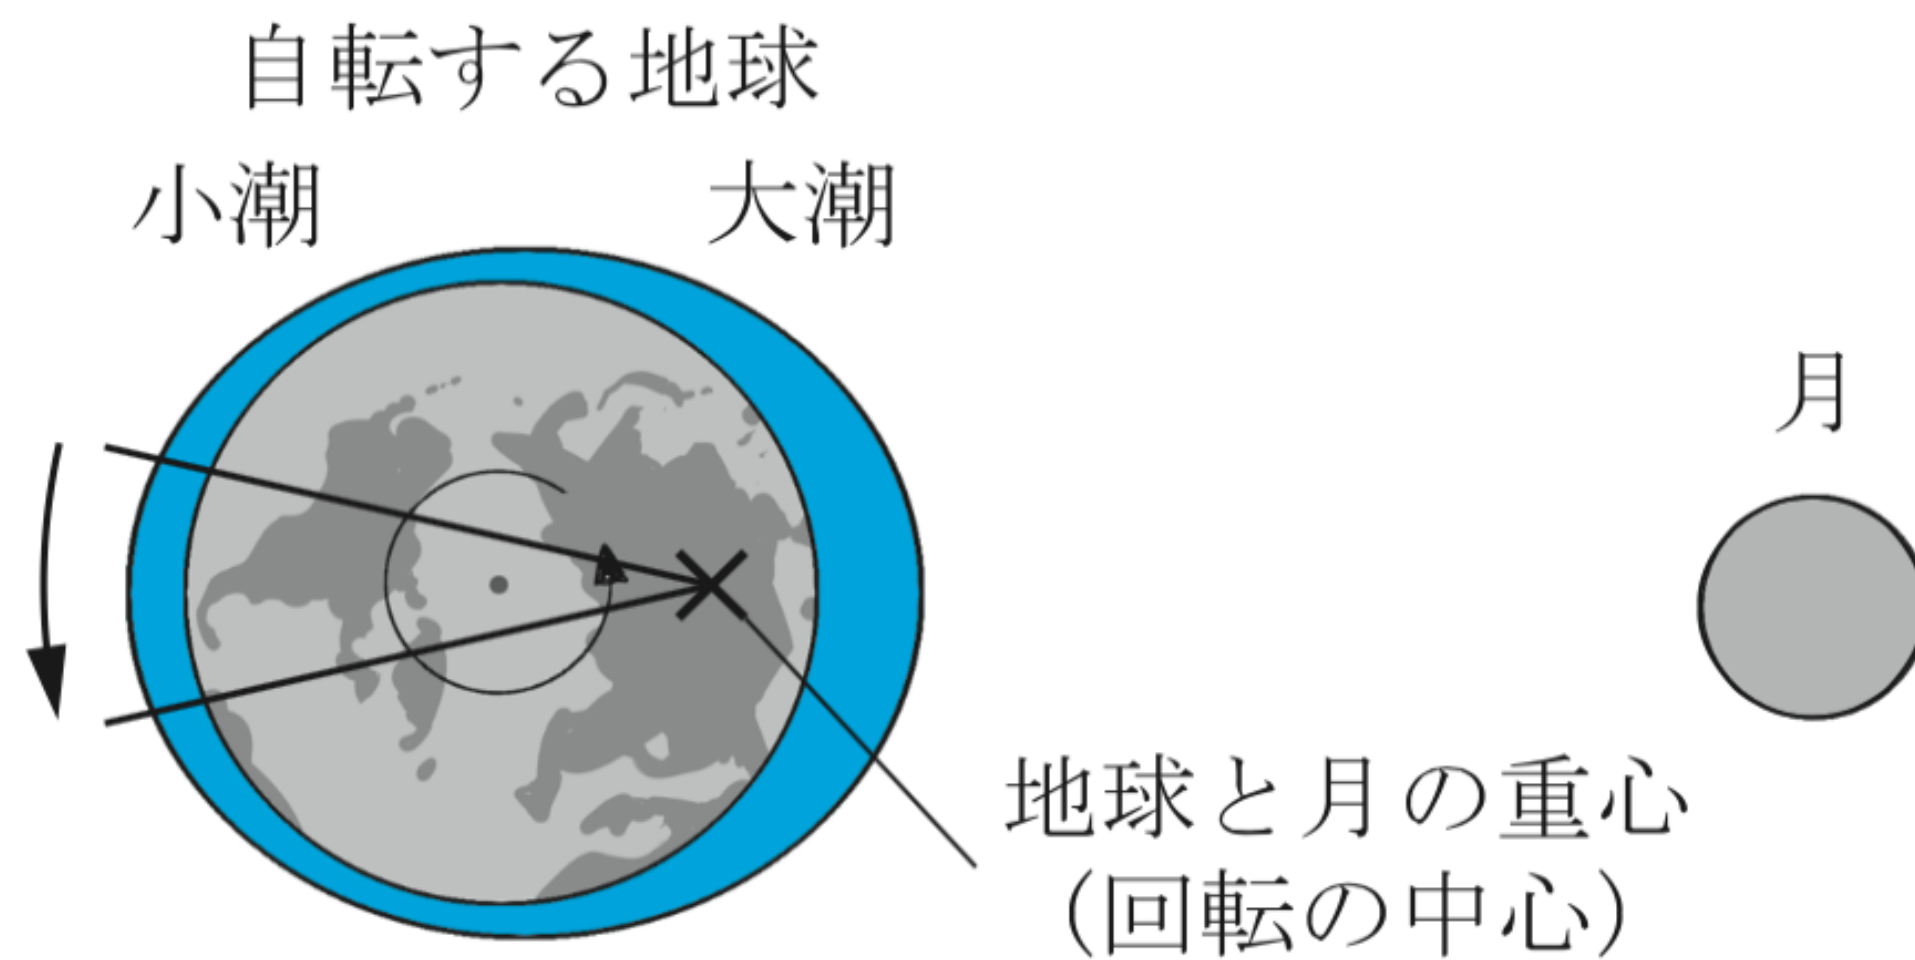 自転する地球
小潮
大潮
月
地球と月の重心
(回転の中心)